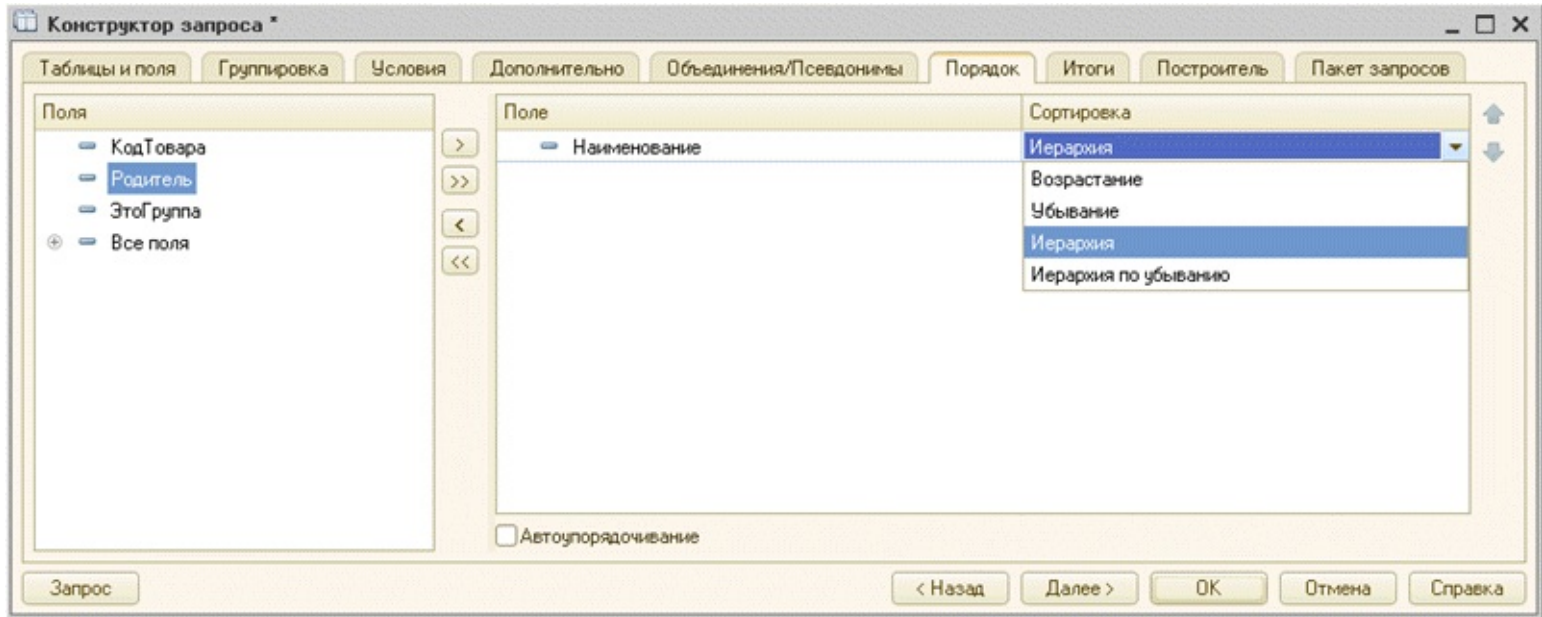 Конструктор запроса *
Таблицы и поля Группировка Условия Дополнительно Объединения/Псевдонимы Порядок Итоги Построитель Пакет запросов
Поля
КодТовара
Родитель
ЭтоГруппа
Все поля
>
>>
<
<<
Поле Сортировка
Наименование Иерархия
Возрастание
Убывание
Иерархия
Иерархия по убыванию
Автоупорядочивание
Запрос < Назад Далее > OK Отмена Справка